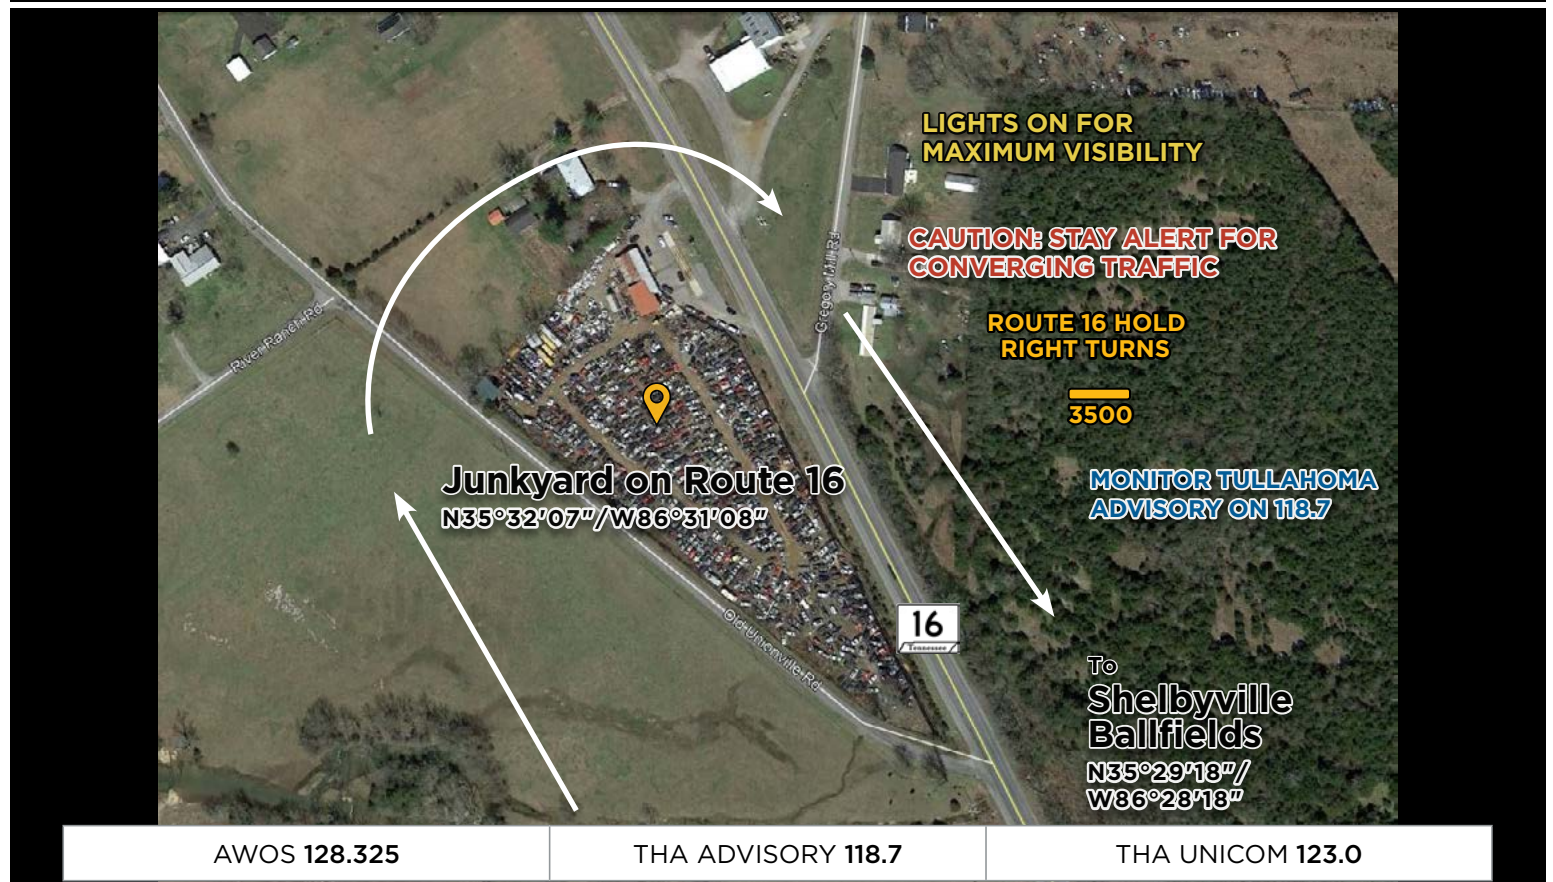 LIGHTS ON FOR
MAXIMUM VISIBILITY
CAUTION: STAY ALERT FOR
CONVERGING TRAFFIC
Gregory Mill Rd
River Ranch Rd
ROUTE 16 HOLD
RIGHT TURNS
3500
Junkyard on Route 16
N35°32'07"/W86°31'08"
MONITOR TULLAHOMA
ADVISORY ON 118.7
Old Unionville Rd
16
Tennessee
To
Shelbyville
Ballfields
N35°29'18"/
W86°28'18"
AWOS 128.325
THA ADVISORY 118.7
THA UNICOM 123.0